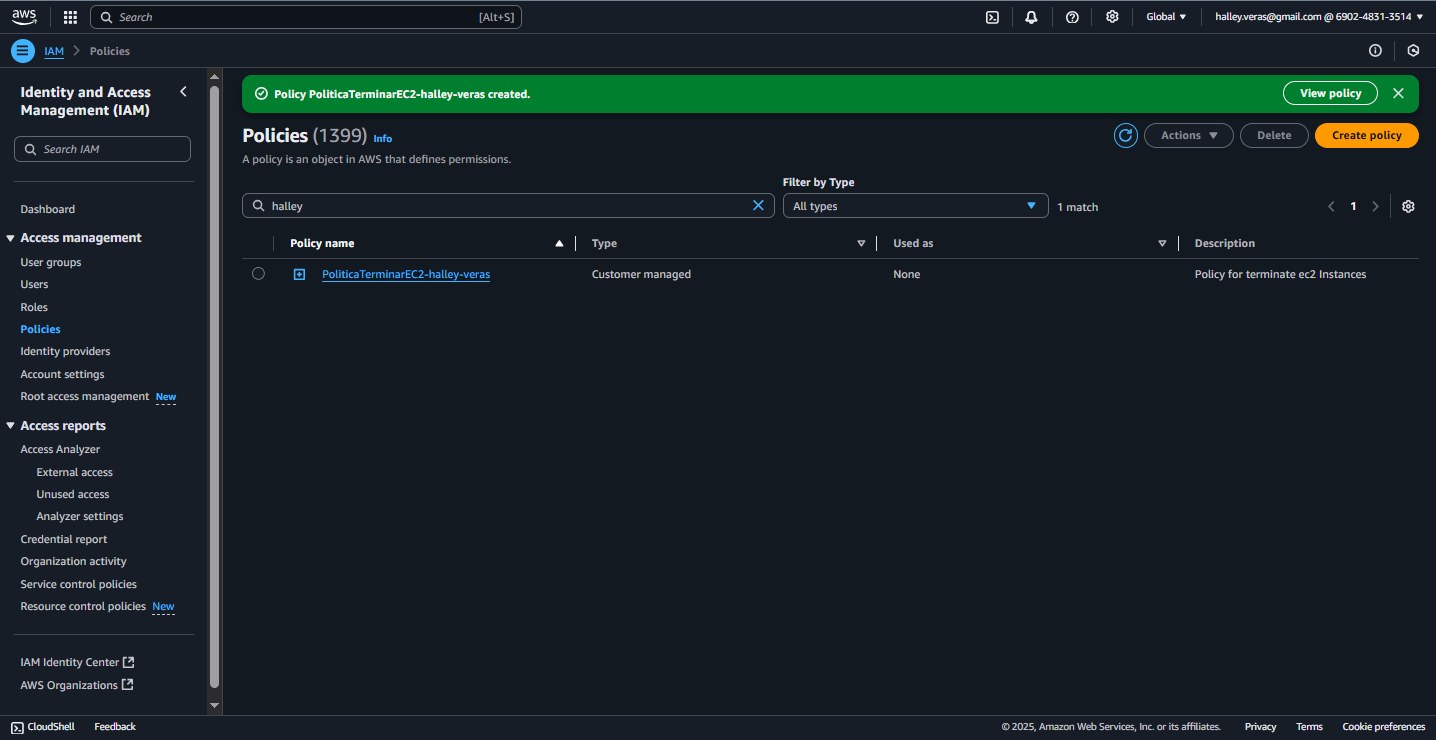 aws
Search [Alt+S]
Global
halley.veras@gmail.com @ 6902-4831-3514
IAM
Policies
Identity and Access
Management (IAM)
Search IAM
Dashboard
Access management
User groups
Users
Roles
Policies
Identity providers
Account settings
Root access management New
Access reports
Access Analyzer
External access
Unused access
Analyzer settings
Credential report
Organization activity
Service control policies
Resource control policies New
IAM Identity Center
AWS Organizations
Policy PoliticaTerminarEC2-halley-veras created.
View policy
Policies (1399) Info
Actions
Delete
Create policy
A policy is an object in AWS that defines permissions.
Filter by Type
halley
All types
1 match
1
Policy name Type Used as Description
PoliticaTerminarEC2-halley-veras Customer managed None Policy for terminate ec2 Instances
CloudShell
Feedback
© 2025, Amazon Web Services, Inc. or its affiliates.
Privacy
Terms
Cookie preferences